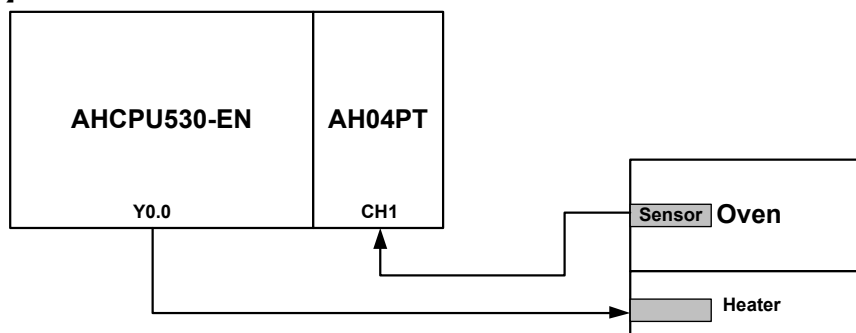 AHCPU530-EN
AH04PT
Y0.0
CH1
Sensor
Oven
Heater